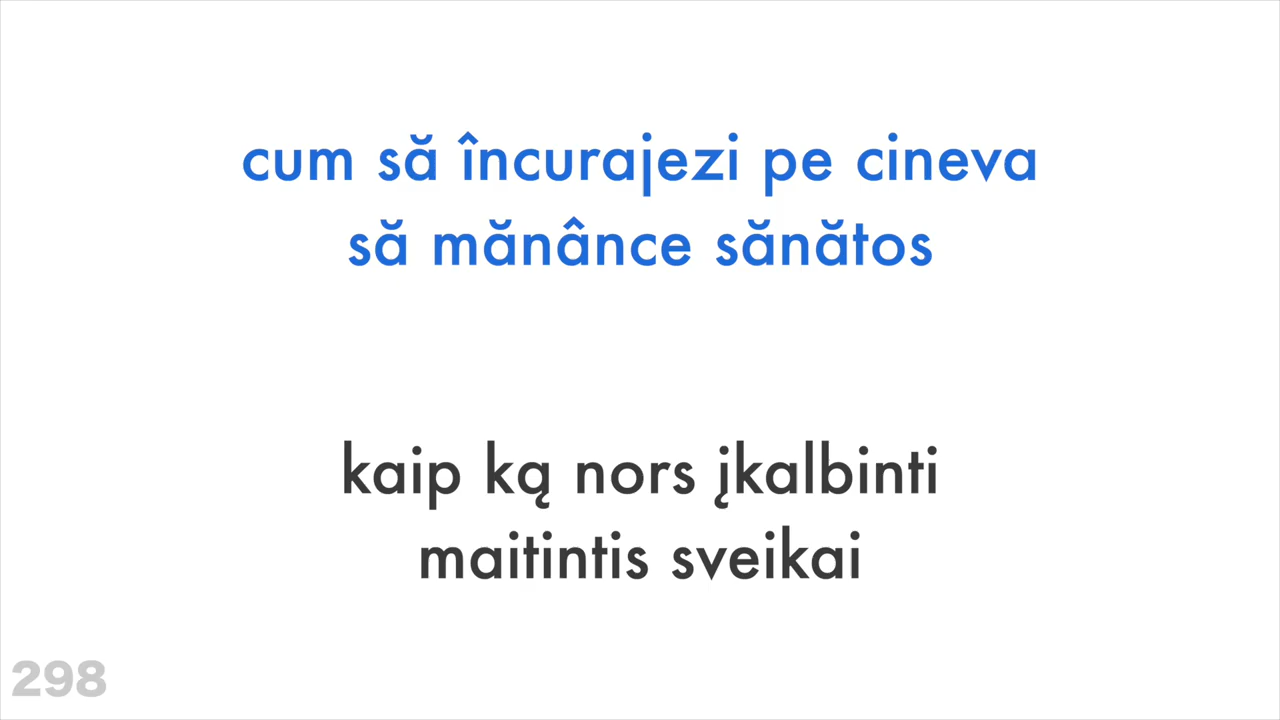 cum să încurajezi pe cineva
să mănânce sănătos
kaip ką nors įkalbinti
maitintis sveikai
298